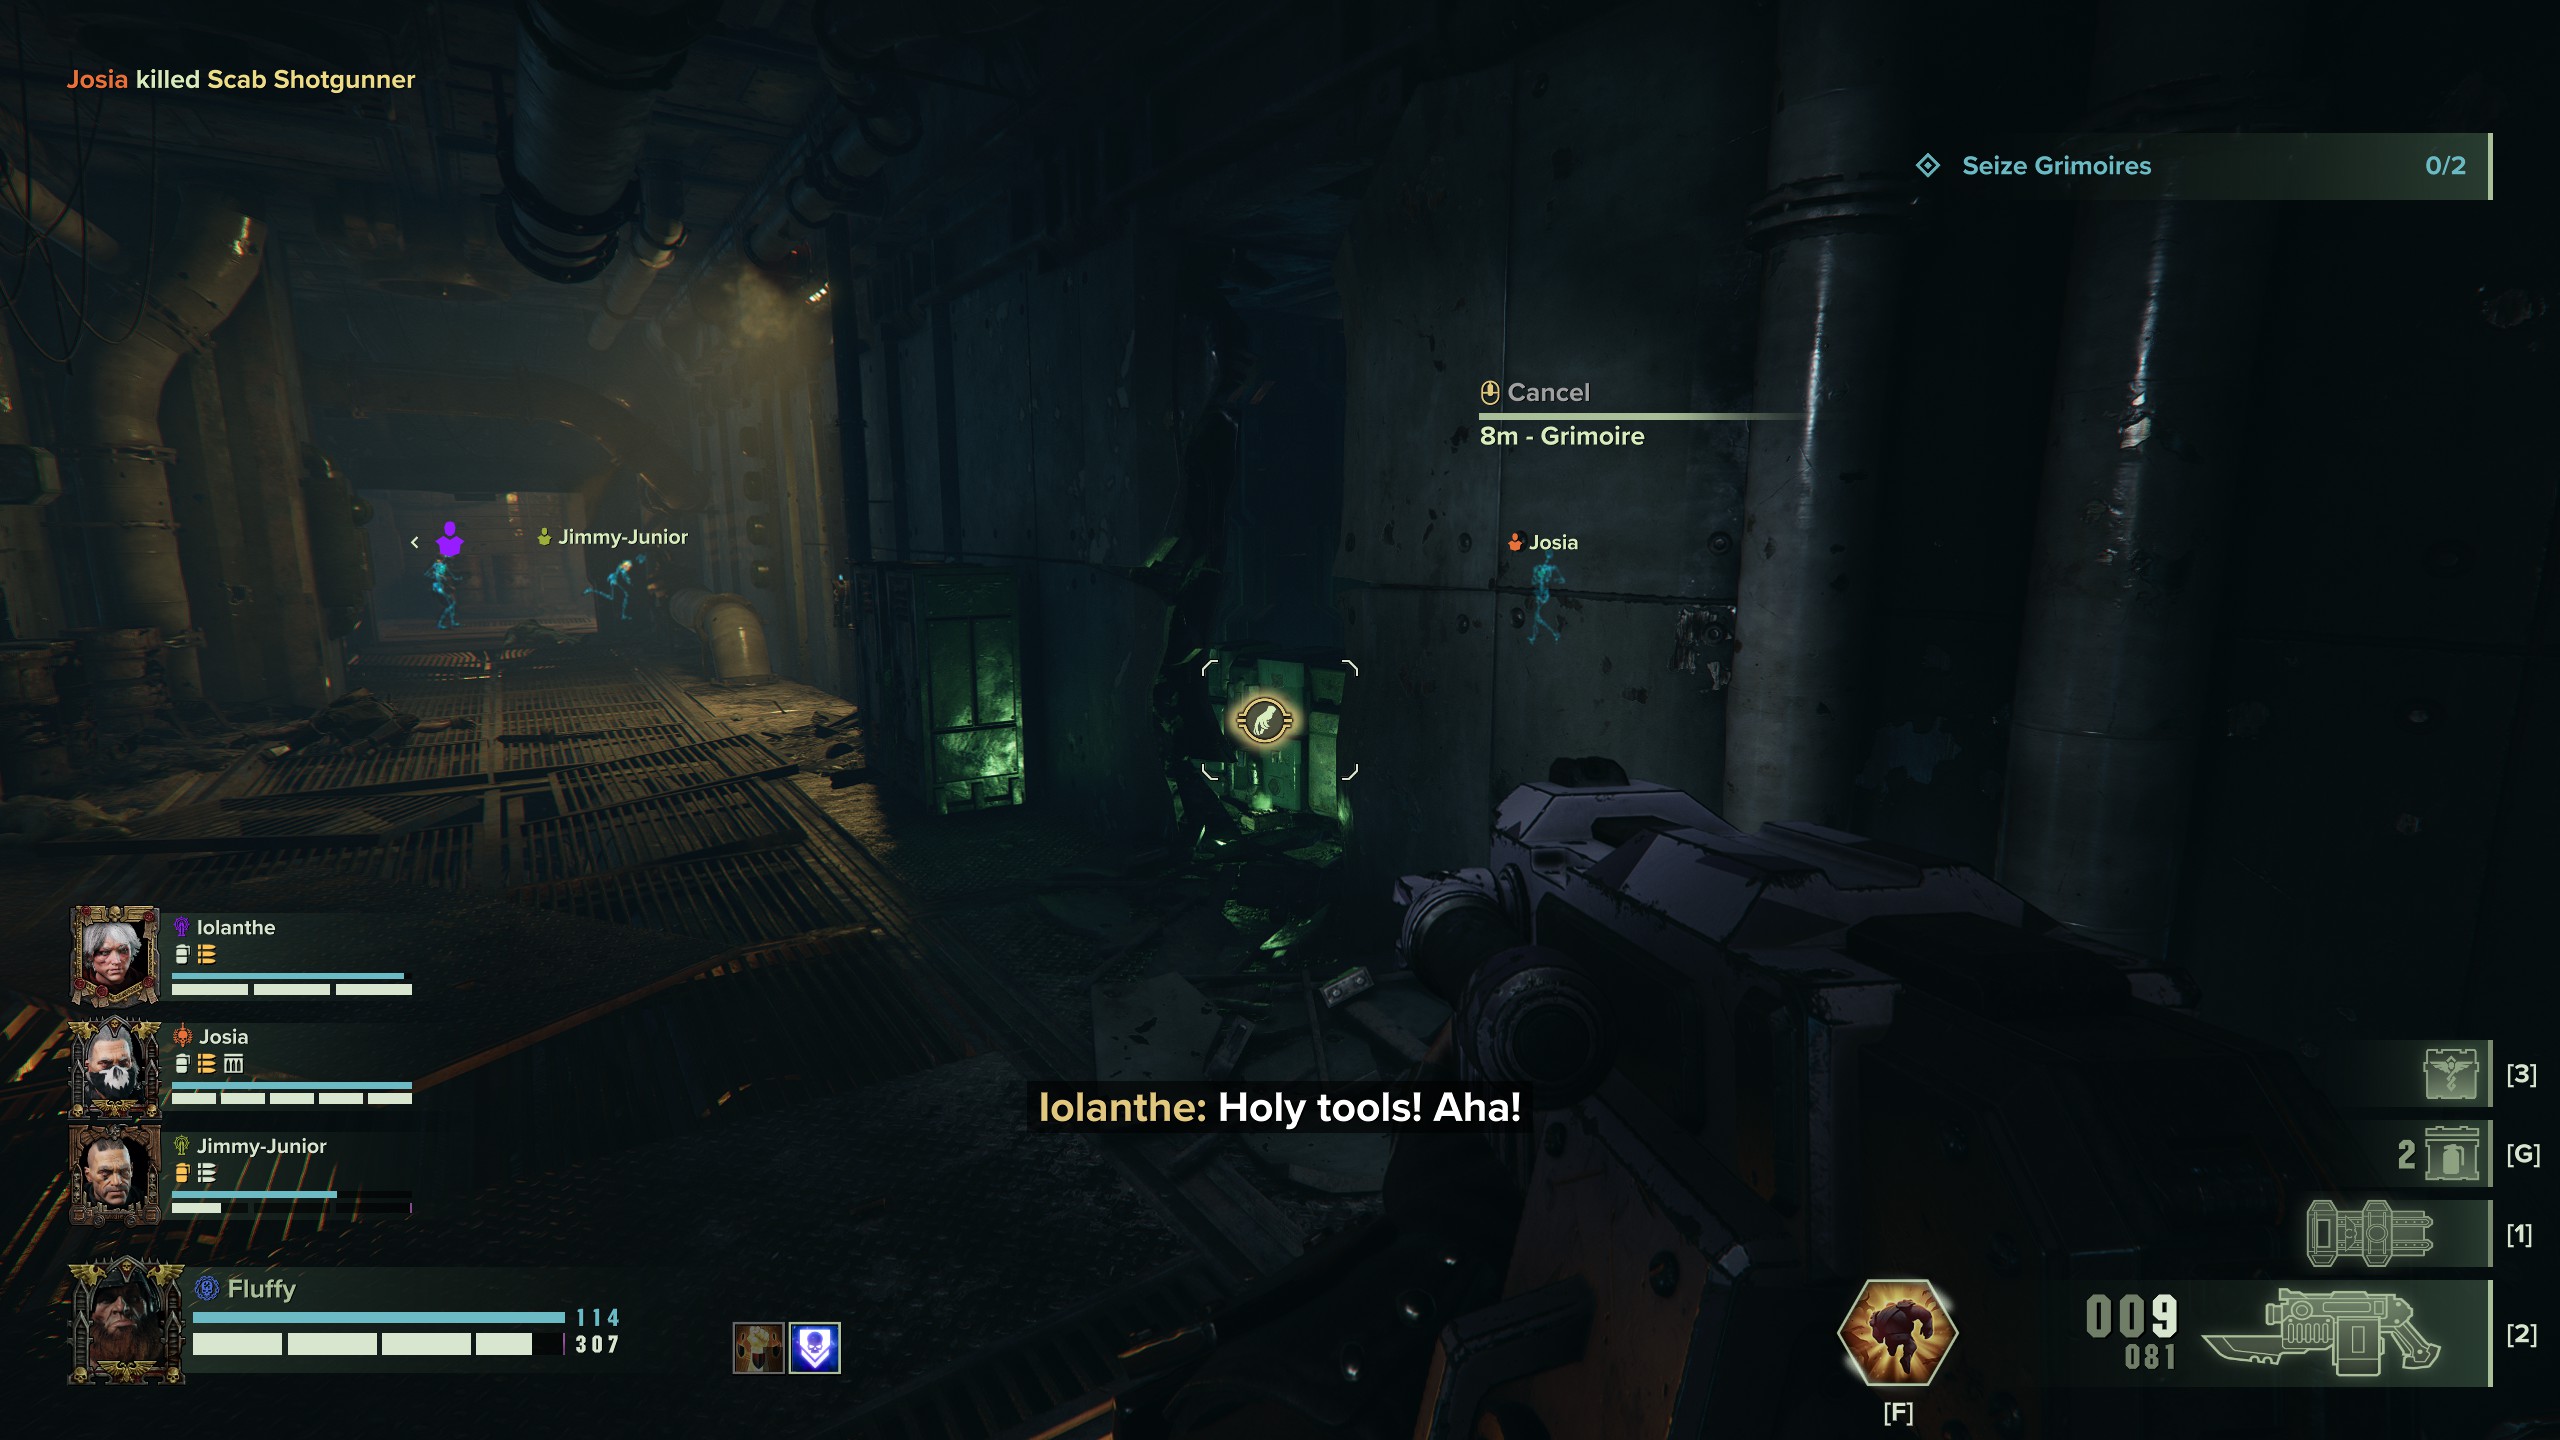 Josia killed Scab Shotgunner
Seize Grimoires 0/2
Cancel
8m - Grimoire
Jimmy-Junior
Josia
Iolanthe
Josia
Jimmy-Junior
Iolanthe: Holy tools! Aha!
Fluffy
114
307
[3]
2 [G]
[1]
009
081
[2]
[F]